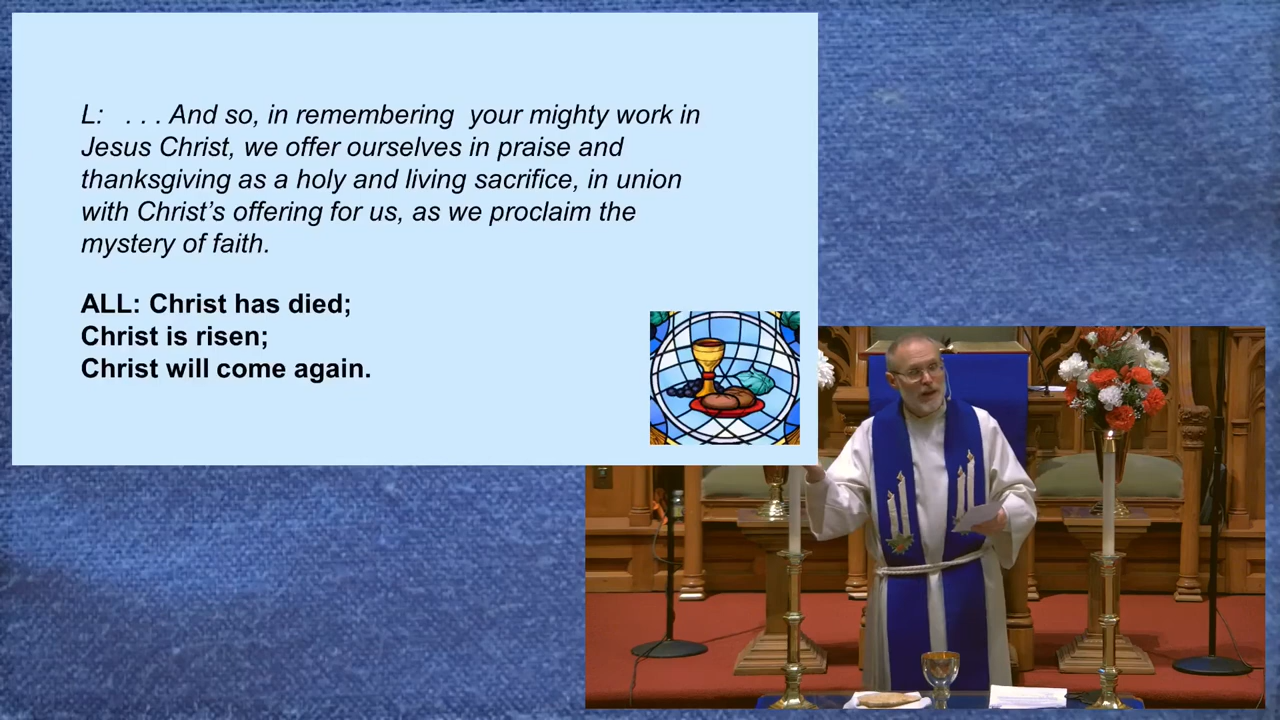 L: . . . And so, in remembering your mighty work in
Jesus Christ, we offer ourselves in praise and
thanksgiving as a holy and living sacrifice, in union
with Christ’s offering for us, as we proclaim the
mystery of faith.
ALL: Christ has died;
Christ is risen;
Christ will come again.